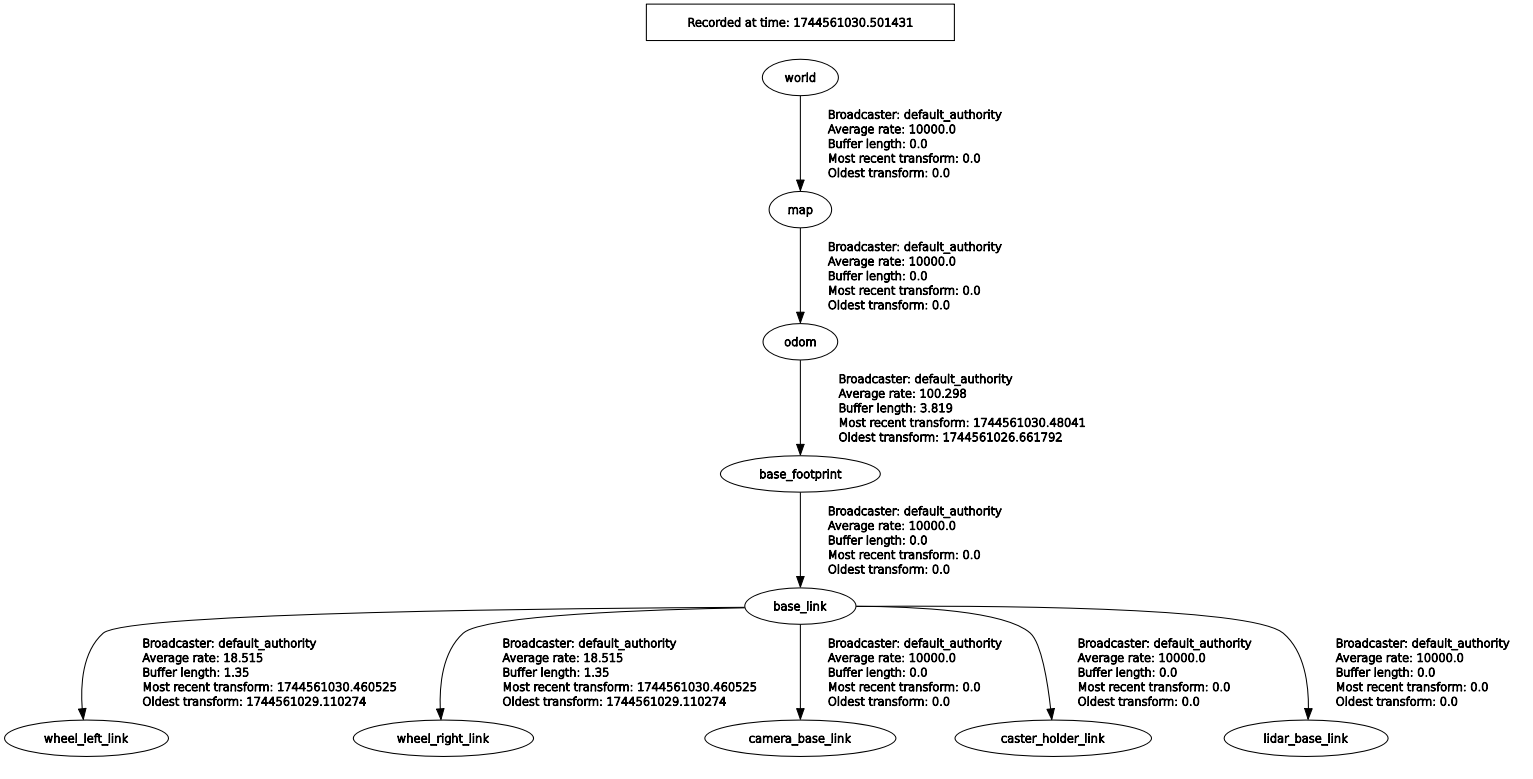 Recorded at time: 1744561030.501431
world
Broadcaster: default_authority
Average rate: 10000.0
Buffer length: 0.0
Most recent transform: 0.0
Oldest transform: 0.0
map
Broadcaster: default_authority
Average rate: 10000.0
Buffer length: 0.0
Most recent transform: 0.0
Oldest transform: 0.0
odom
Broadcaster: default_authority
Average rate: 100.298
Buffer length: 3.819
Most recent transform: 1744561030.48041
Oldest transform: 1744561026.661792
base_footprint
Broadcaster: default_authority
Average rate: 10000.0
Buffer length: 0.0
Most recent transform: 0.0
Oldest transform: 0.0
base_link
Broadcaster: default_authority
Average rate: 18.515
Buffer length: 1.35
Most recent transform: 1744561030.460525
Oldest transform: 1744561029.110274
Broadcaster: default_authority
Average rate: 18.515
Buffer length: 1.35
Most recent transform: 1744561030.460525
Oldest transform: 1744561029.110274
Broadcaster: default_authority
Average rate: 10000.0
Buffer length: 0.0
Most recent transform: 0.0
Oldest transform: 0.0
Broadcaster: default_authority
Average rate: 10000.0
Buffer length: 0.0
Most recent transform: 0.0
Oldest transform: 0.0
Broadcaster: default_authority
Average rate: 10000.0
Buffer length: 0.0
Most recent transform: 0.0
Oldest transform: 0.0
wheel_left_link
wheel_right_link
camera_base_link
caster_holder_link
lidar_base_link